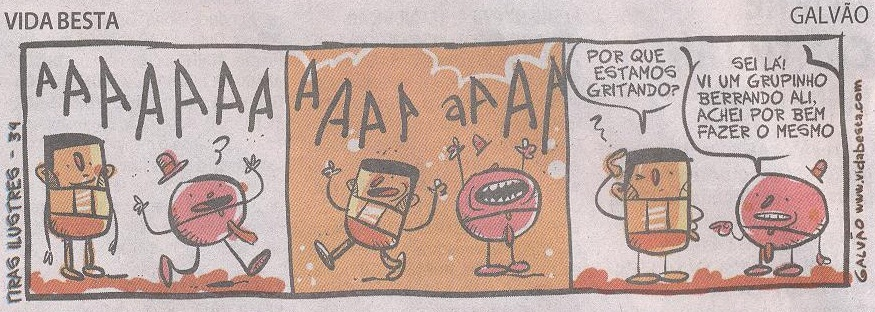 VIDA BESTA
GALVÃO
TIRAS ILUSTRES - 39
AAAAAAA
?
AAAA aAAA
POR QUE
ESTAMOS
GRITANDO?
?
SEI LÁ!
VI UM GRUPINHO
BERRANDO ALI,
ACHEI POR BEM
FAZER O MESMO
GALVÃO www.vidabesta.com